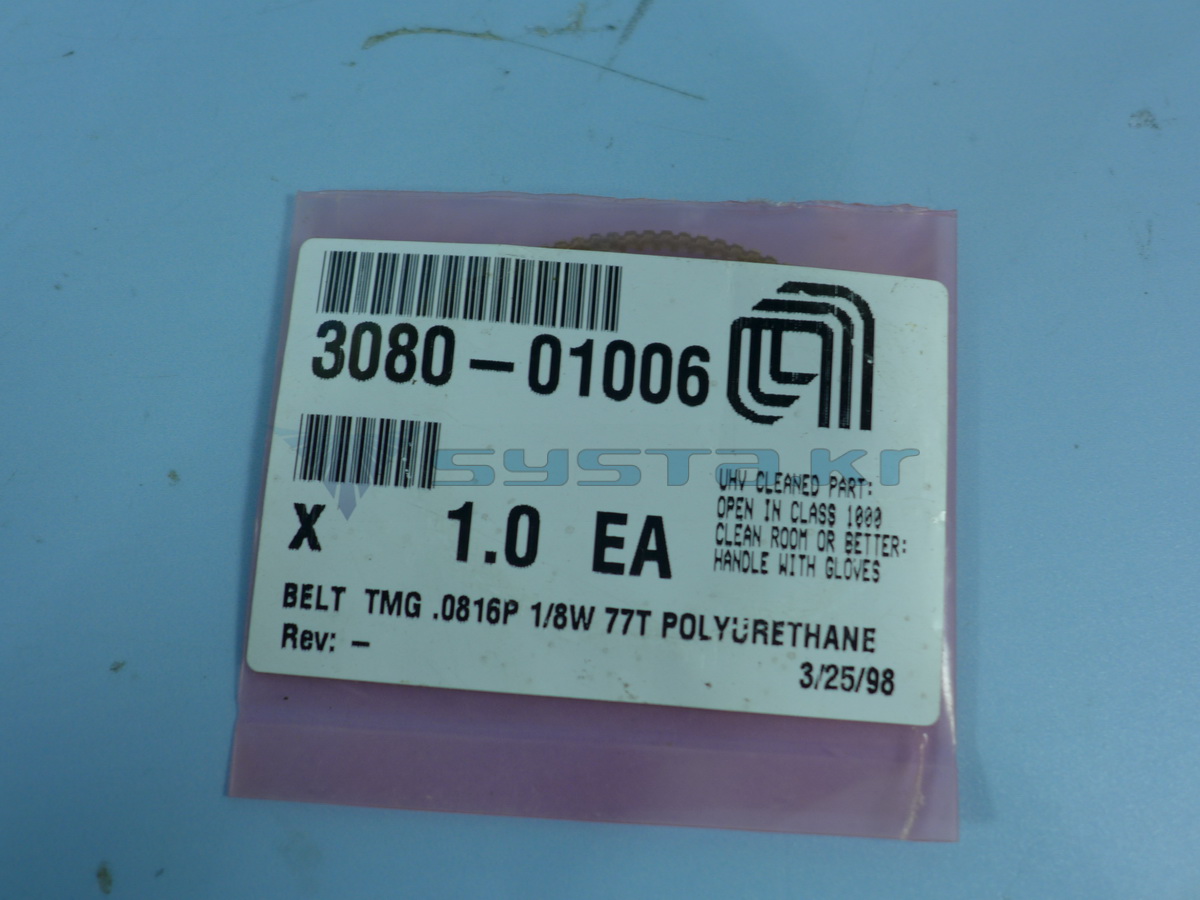 3080-01006
systa.kr
UHV CLEANED PART:
OPEN IN CLASS 1000
CLEAN ROOM OR BETTER:
HANDLE WITH GLOVES
X 1.0 EA
BELT TMG .0816P 1/8W 77T POLYURETHANE
Rev: –
3/25/98